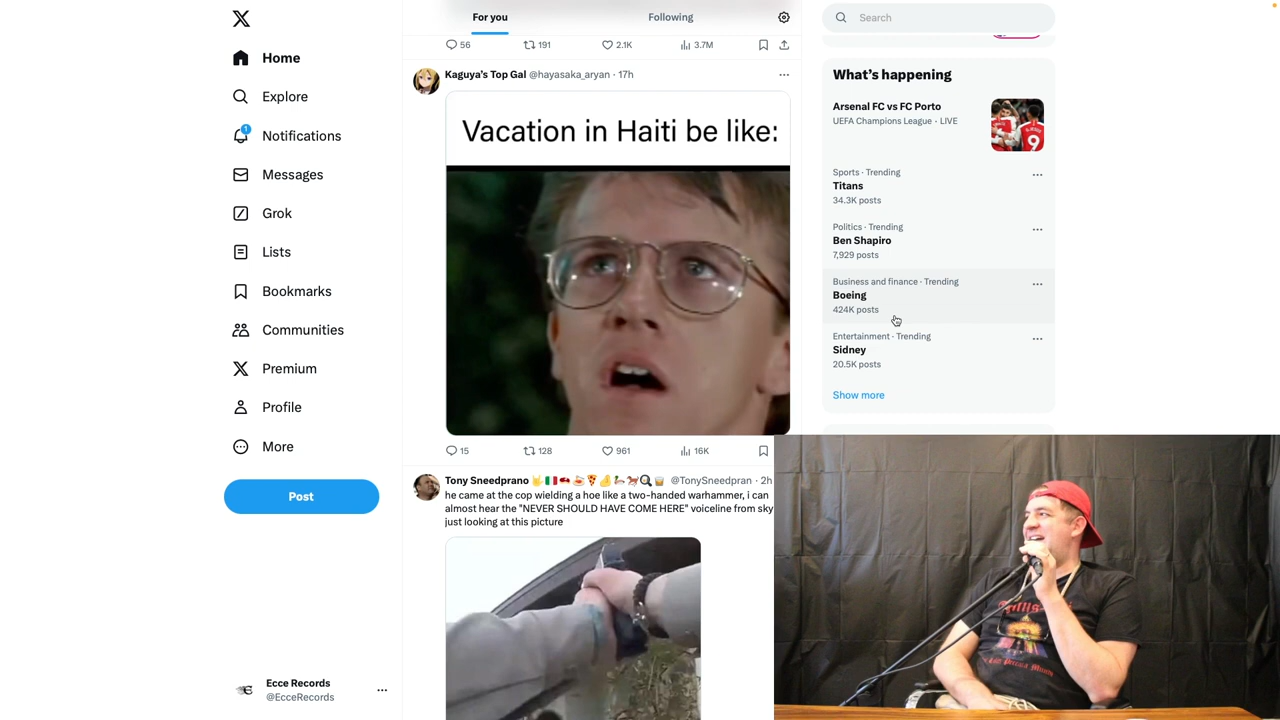 Home
Explore
1
Notifications
Messages
Grok
Lists
Bookmarks
Communities
Premium
Profile
More
Post
Ecce Records
@EcceRecords
For you
Following
56 191 2.1K 3.7M
Kaguya's Top Gal @hayasaka_aryan · 17h
Vacation in Haiti be like:
15 128 961 16K
Tony Sneedprano @TonySneedpran · 2h
he came at the cop wielding a hoe like a two-handed warhammer, i can
almost hear the "NEVER SHOULD HAVE COME HERE" voiceline from sky
just looking at this picture
Search
What's happening
Arsenal FC vs FC Porto
UEFA Champions League · LIVE
9
Sports · Trending
Titans
34.3K posts
Politics · Trending
Ben Shapiro
7,929 posts
Business and finance · Trending
Boeing
424K posts
Entertainment · Trending
Sidney
20.5K posts
Show more